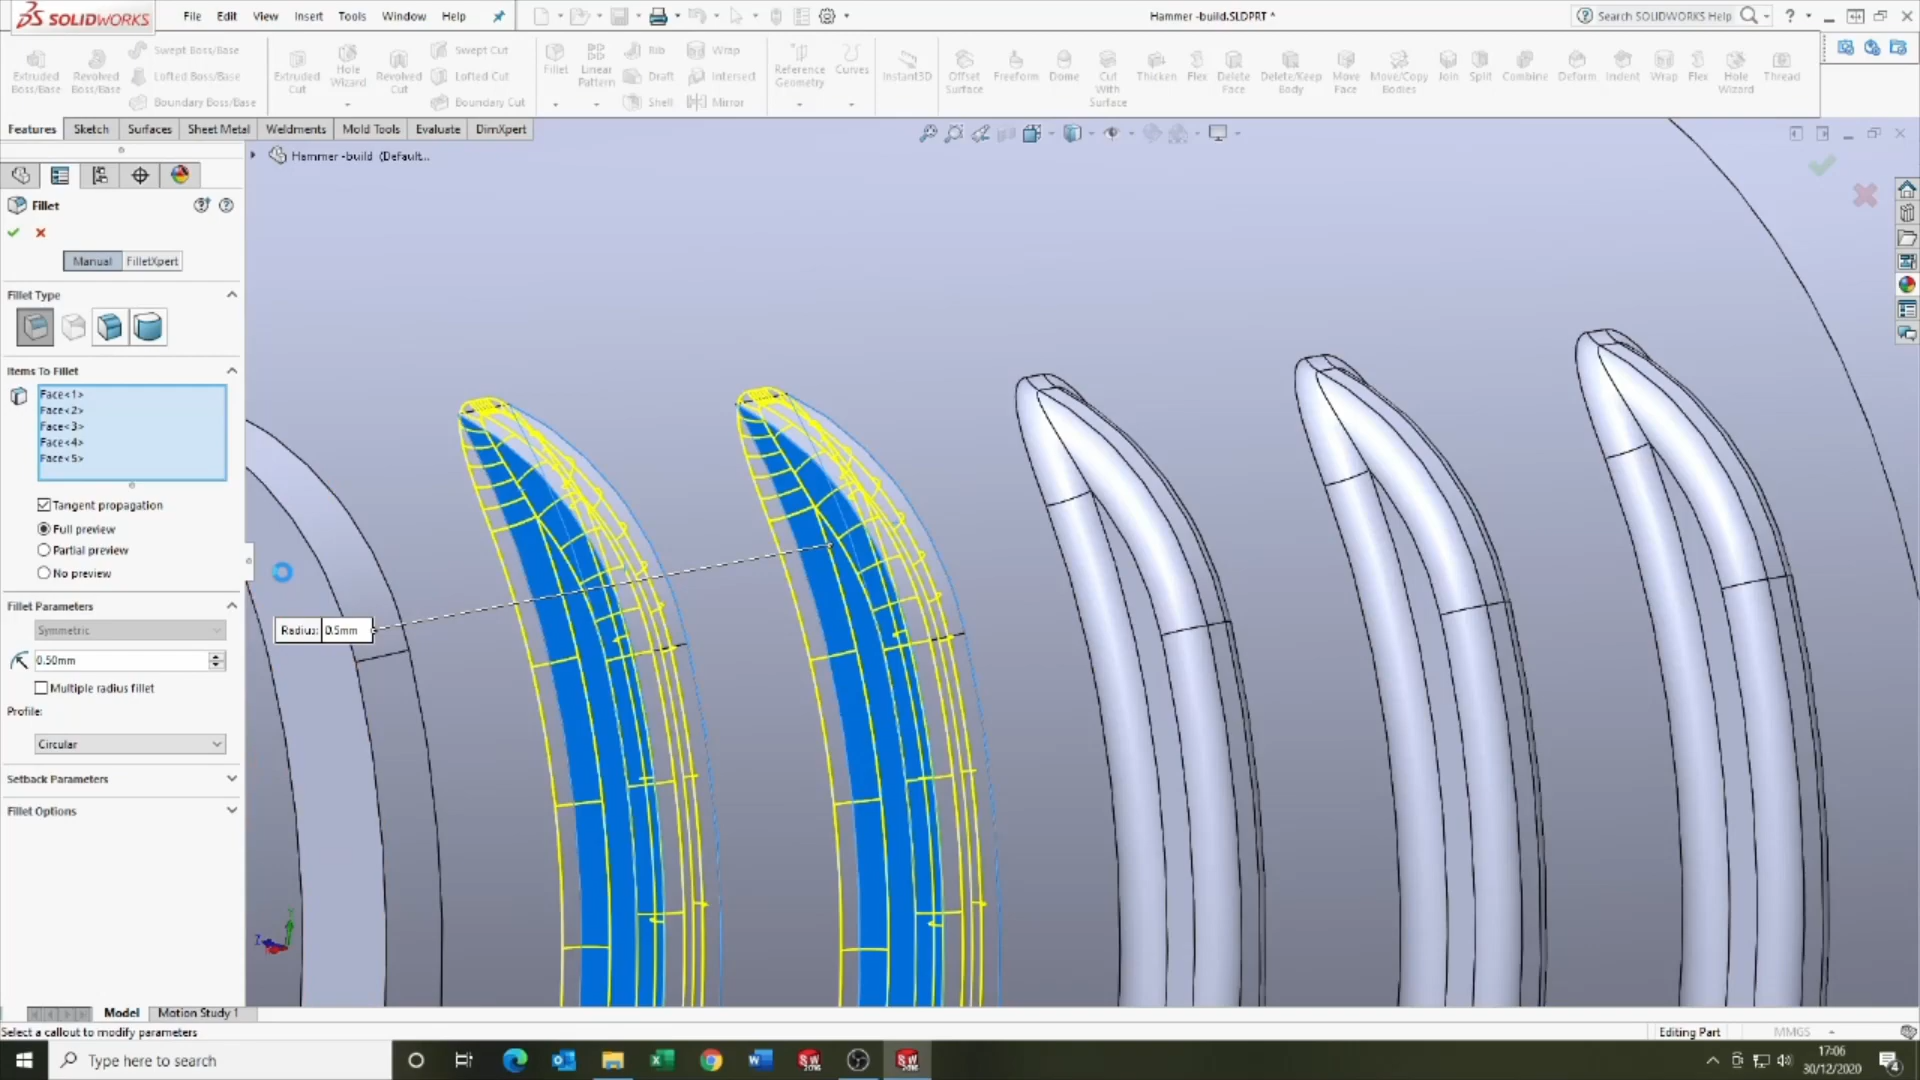 SOLIDWORKS
File Edit View Insert Tools Window Help
Hammer -build.SLDPRT *
Search SOLIDWORKS Help
Extruded Boss/Base
Revolved Boss/Base
Swept Boss/Base
Lofted Boss/Base
Boundary Boss/Base
Extruded Cut
Hole Wizard
Revolved Cut
Swept Cut
Lofted Cut
Boundary Cut
Fillet
Linear Pattern
Rib
Draft
Shell
Wrap
Intersect
Mirror
Reference Geometry
Curves
Instant3D
Offset Surface
Freeform
Dome
Cut With Surface
Thicken
Flex
Delete Face
Delete/Keep Body
Move Face
Move/Copy Bodies
Join
Split
Combine
Deform
Indent
Wrap
Flex
Hole Wizard
Thread
Features Sketch Surfaces Sheet Metal Weldments Mold Tools Evaluate DimXpert
Hammer -build (Default...
Fillet
Manual FilletXpert
Fillet Type
Items To Fillet
Face<1>
Face<2>
Face<3>
Face<4>
Face<5>
Tangent propagation
Full preview
Partial preview
No preview
Fillet Parameters
Symmetric
Radius: 0.5mm
0.50mm
Multiple radius fillet
Profile:
Circular
Setback Parameters
Fillet Options
Model Motion Study 1
Select a callout to modify parameters
Editing Part MMGS
Type here to search
17:06
30/12/2020